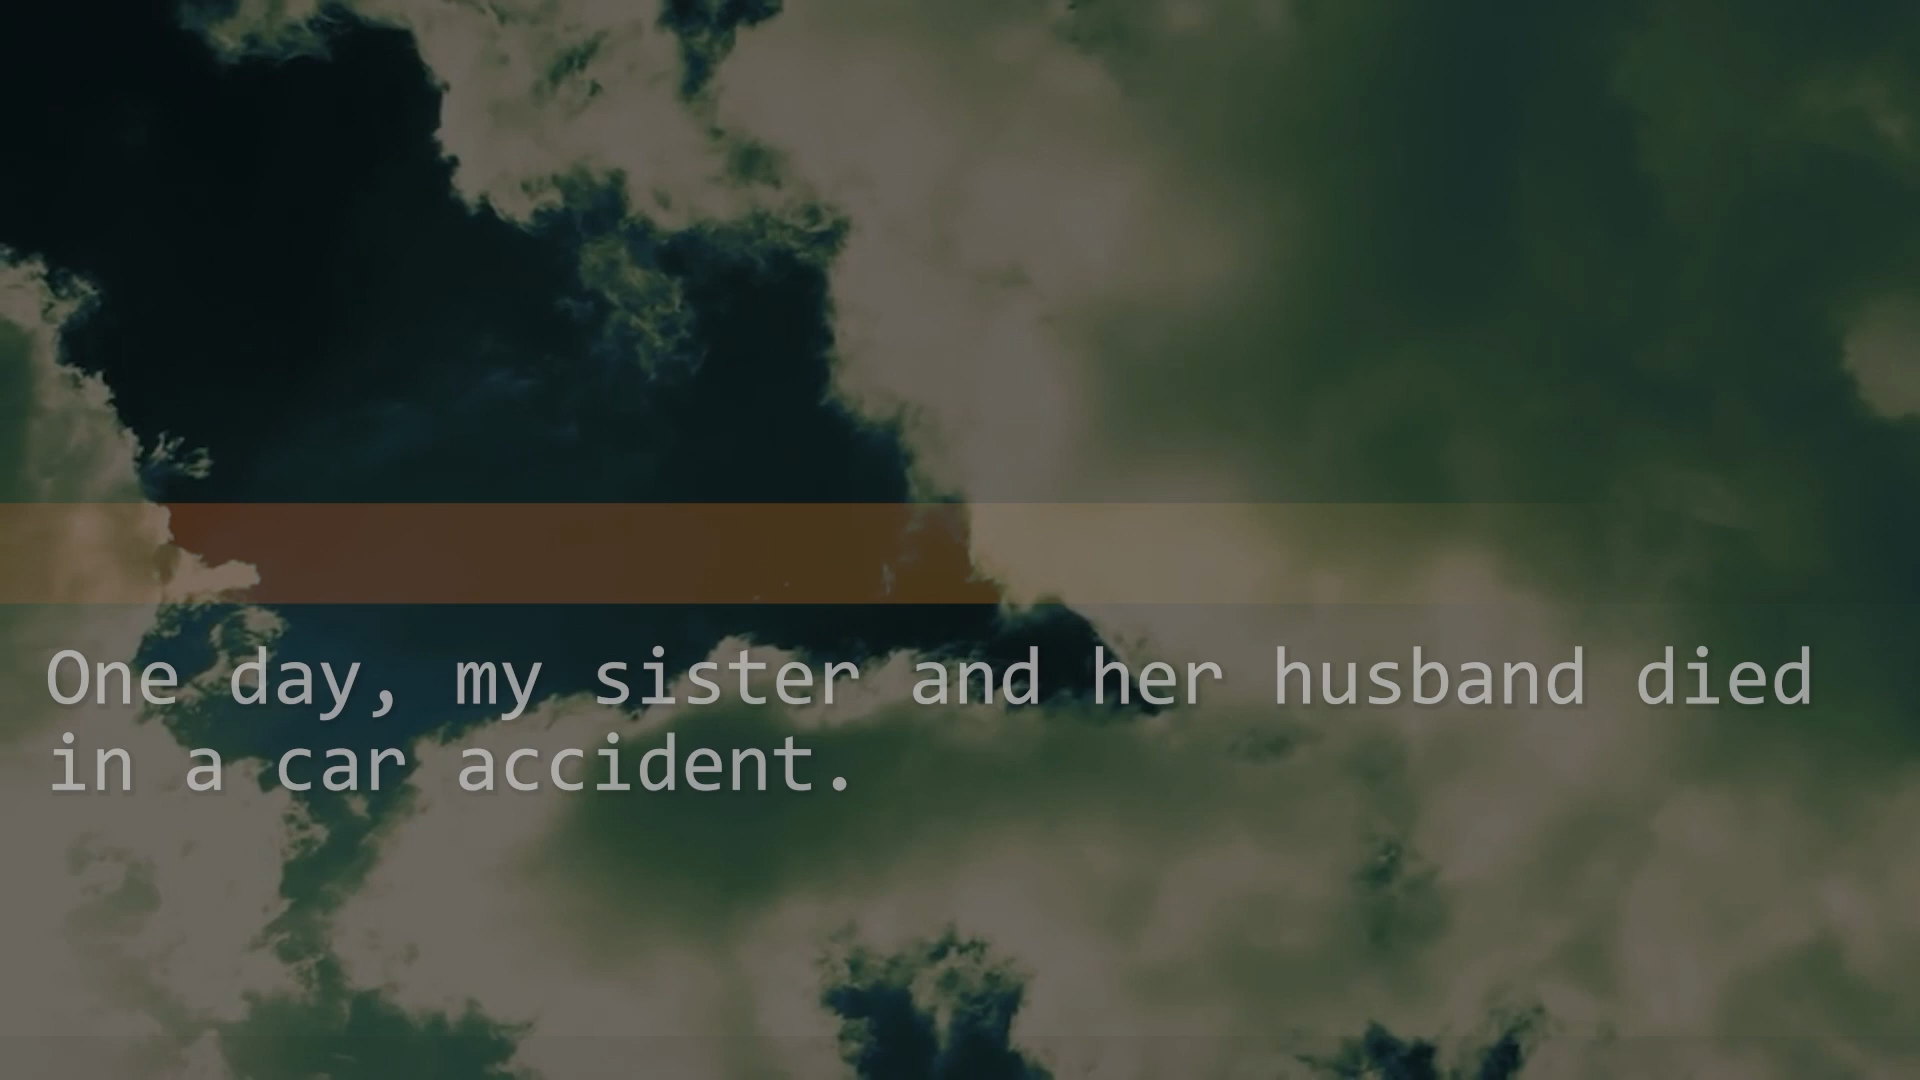 One day, my sister and her husband died
in a car accident.